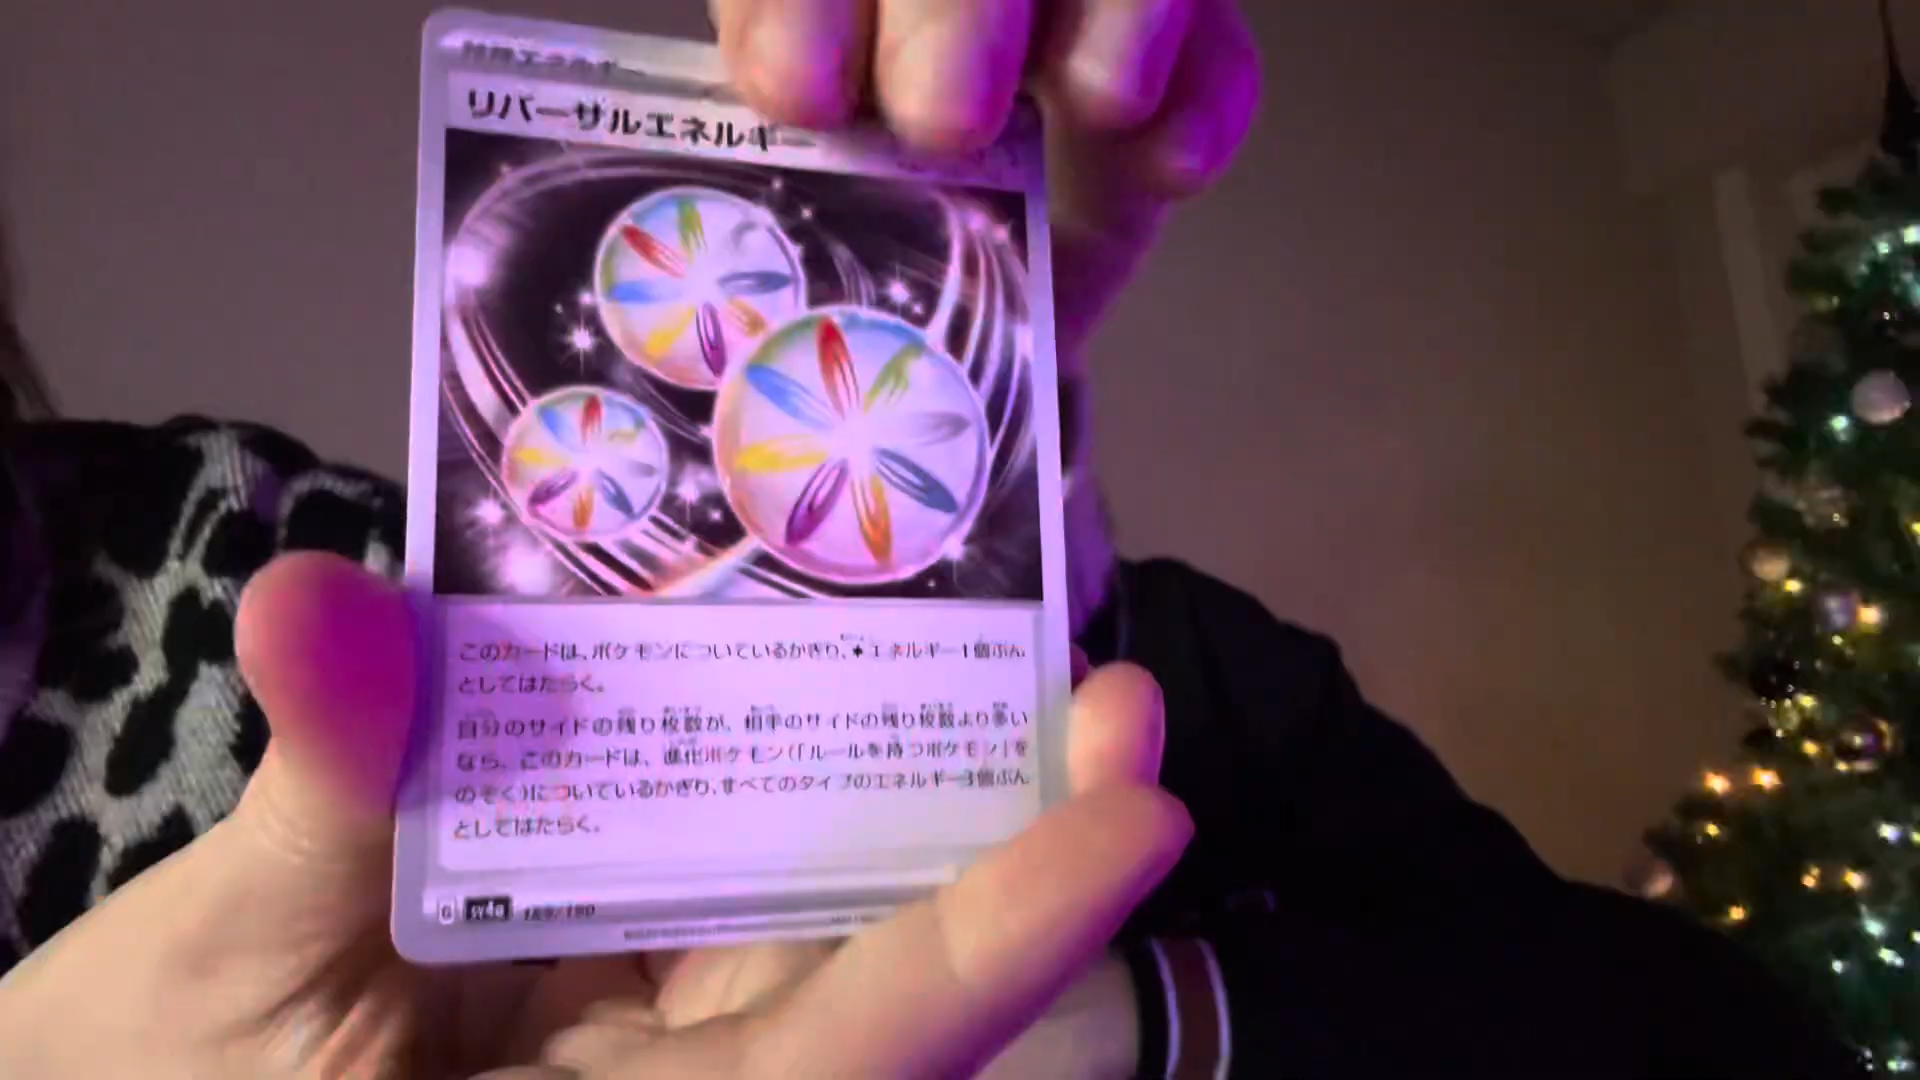 特殊エネルギー
リバーサルエネルギー
このカードは、ポケモンについているかぎり、エネルギー1個ぶん
としてはたらく。
自分のサイドの残り枚数が、相手のサイドの残り枚数より多い
なら、このカードは、進化ポケモン(「ルールを持つポケモン」を
のぞく)についているかぎり、すべてのタイプのエネルギー3個ぶん
としてはたらく。
G sv4a 189/190